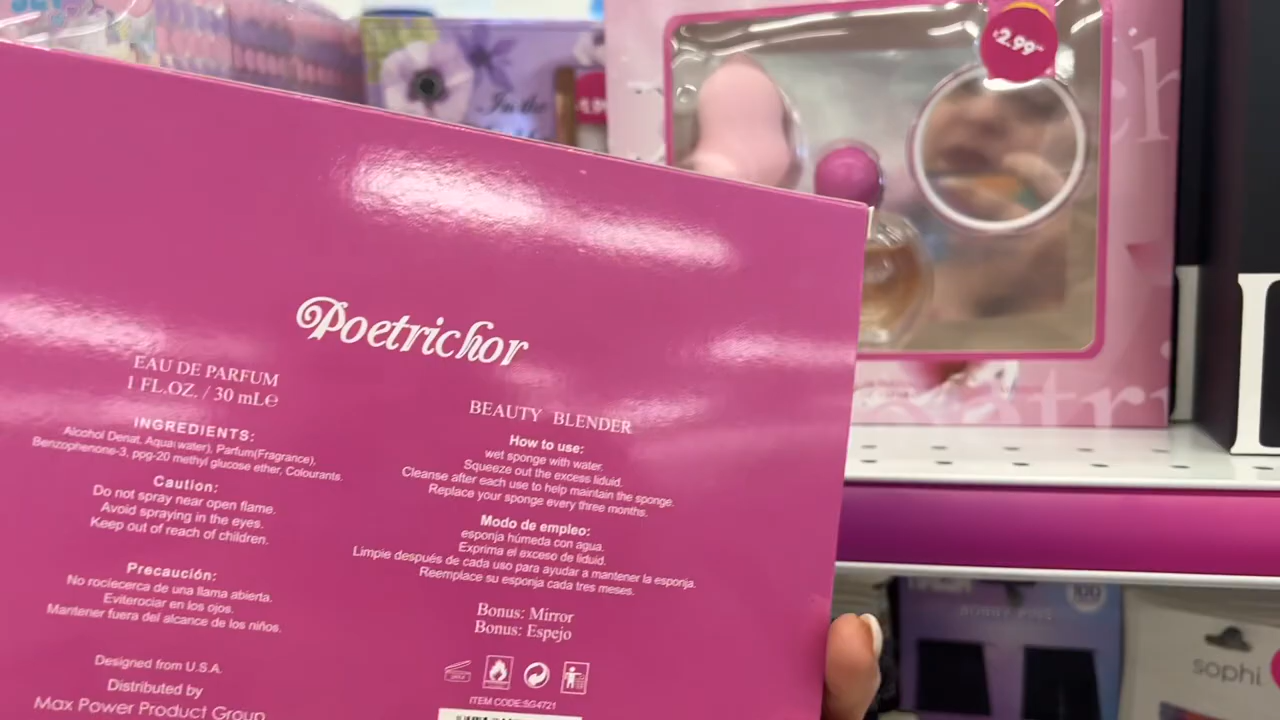 Poetrichor
EAU DE PARFUM
1 FL.OZ. / 30 mL℮
INGREDIENTS:
Alcohol Denat, Aqua(water), Parfum(Fragrance),
Benzophenone-3, ppg-20 methyl glucose ether, Colourants.
Caution:
Do not spray near open flame.
Avoid spraying in the eyes.
Keep out of reach of children.
Precaución:
No rociecerca de una llama abierta.
Eviterociar en los ojos.
Mantener fuera del alcance de los niños.
Designed from U.S.A.
Distributed by
Max Power Product Group
BEAUTY BLENDER
How to use:
wet sponge with water.
Squeeze out the excess liquid.
Cleanse after each use to help maintain the sponge.
Replace your sponge every three months.
Modo de empleo:
esponja húmeda con agua.
Exprima el exceso de liduid.
Limpie después de cada uso para ayudar a mantener la esponja.
Reemplace su esponja cada tres meses.
Bonus: Mirror
Bonus: Espejo
ITEM CODE:SG4721
In the
$2.99
etri
100
sophi